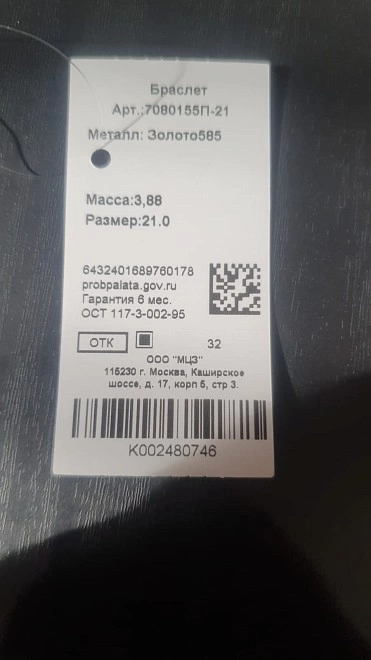 Браслет
Арт.:7080155П-21
Металл: Золото585
Масса:3,88
Размер:21.0
6432401689760178
probpalata.gov.ru
Гарантия 6 мес.
ОСТ 117-3-002-95
ОТК 32
ООО "МЦЗ"
115230 г. Москва, Каширское
шоссе, д. 17, корп 5, стр 3.
K002480746